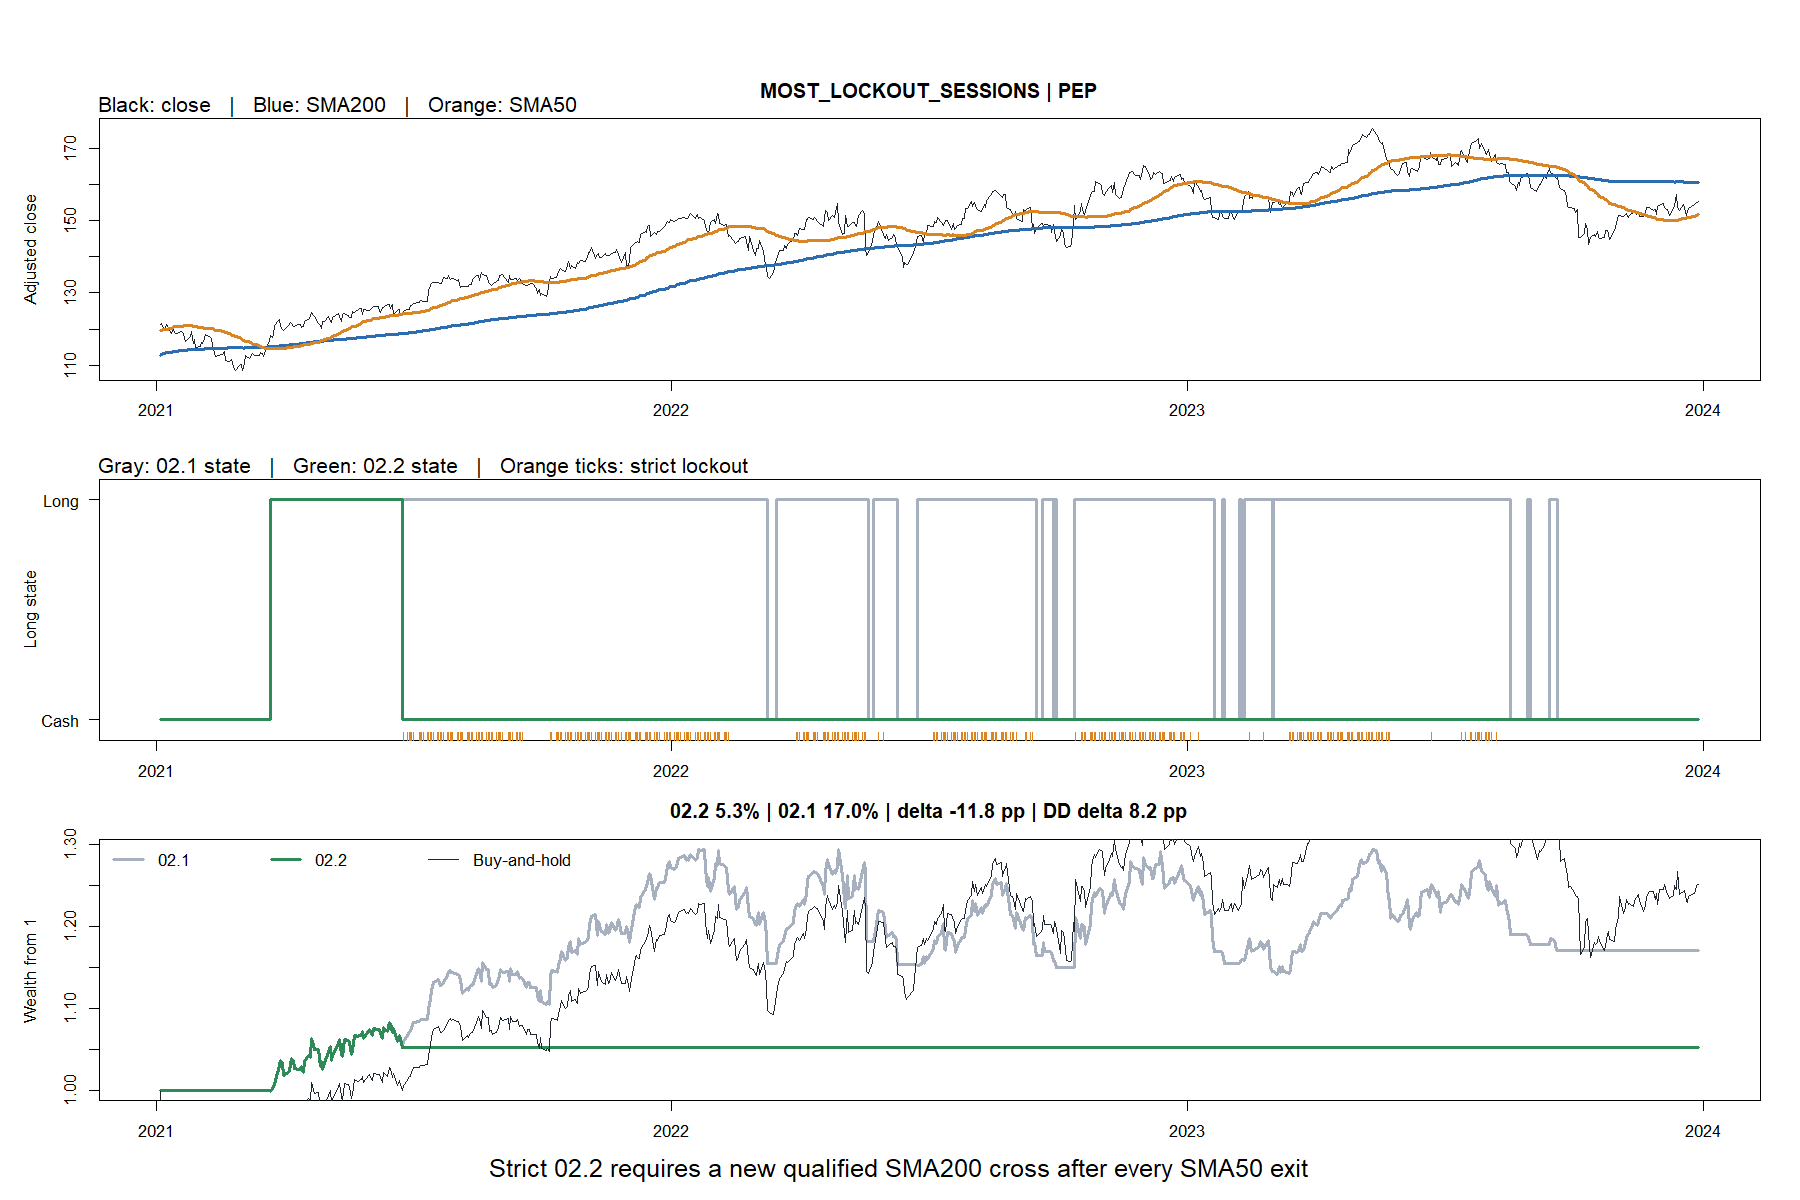 MOST_LOCKOUT_SESSIONS | PEP
Black: close | Blue: SMA200 | Orange: SMA50
Adjusted close
170
150
130
110
2021 2022 2023 2024
Gray: 02.1 state | Green: 02.2 state | Orange ticks: strict lockout
Long state
Long
Cash
2021 2022 2023 2024
02.2 5.3% | 02.1 17.0% | delta -11.8 pp | DD delta 8.2 pp
02.1 02.2 Buy-and-hold
Wealth from 1
1.30
1.20
1.10
1.00
2021 2022 2023 2024
Strict 02.2 requires a new qualified SMA200 cross after every SMA50 exit